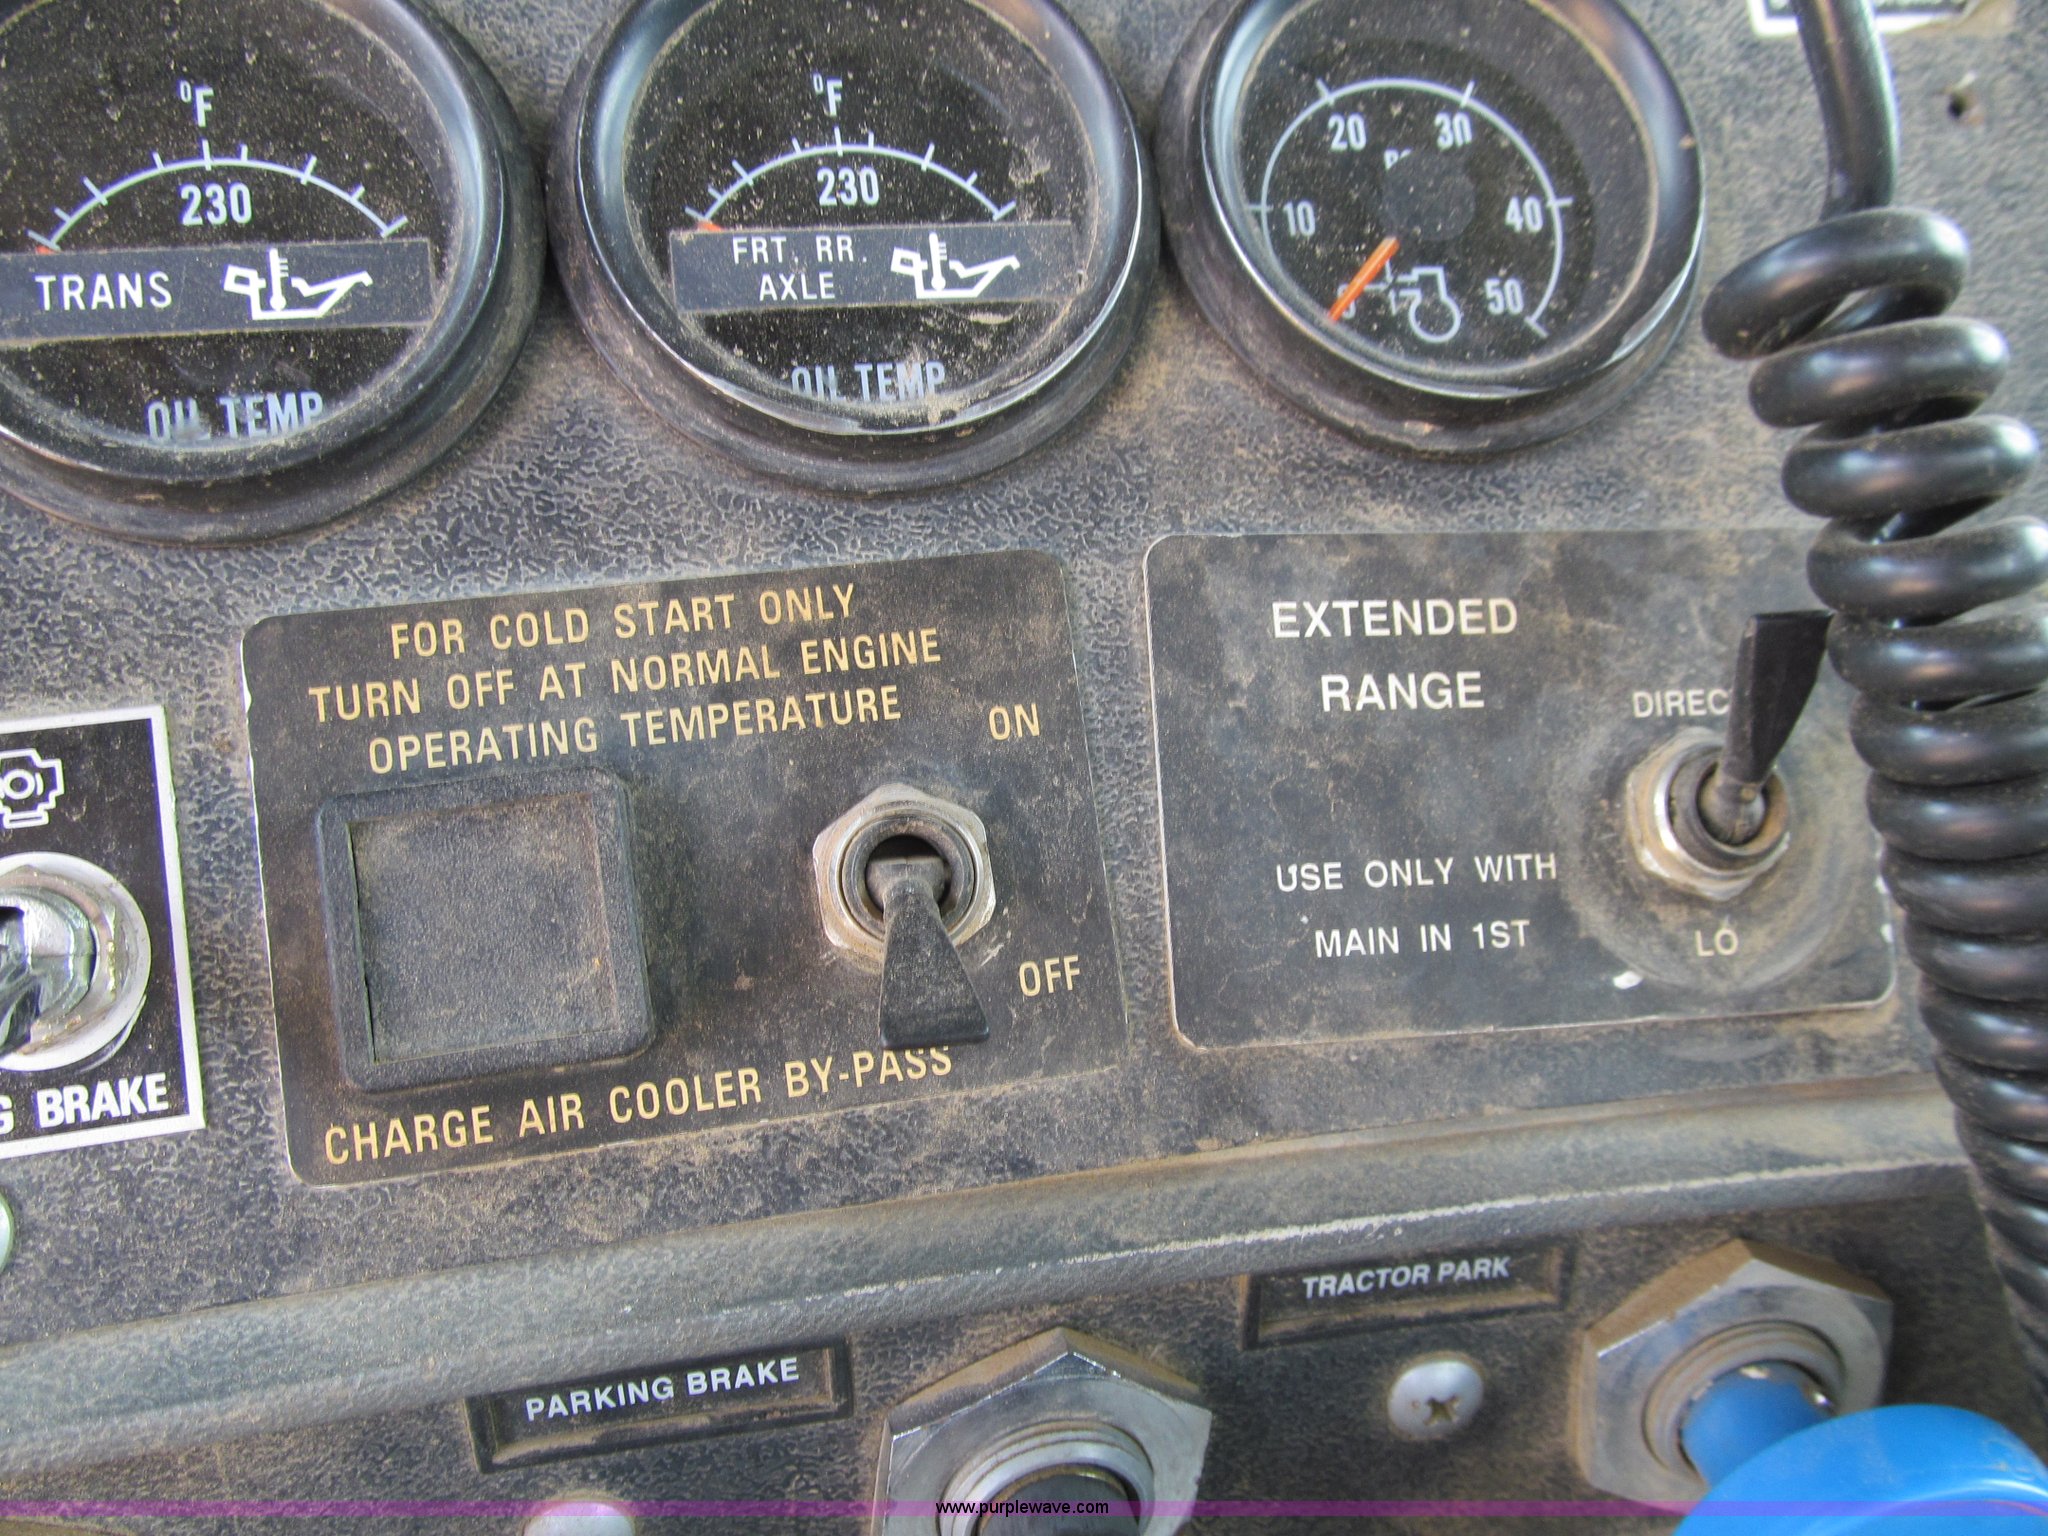 °F
230
TRANS
OIL TEMP
°F
230
FRT. RR.
AXLE
OIL TEMP
10
20
30
40
50
FOR COLD START ONLY
TURN OFF AT NORMAL ENGINE
OPERATING TEMPERATURE
ON
OFF
CHARGE AIR COOLER BY-PASS
EXTENDED
RANGE
USE ONLY WITH
MAIN IN 1ST
LO
BRAKE
PARKING BRAKE
TRACTOR PARK
www.purplewave.com